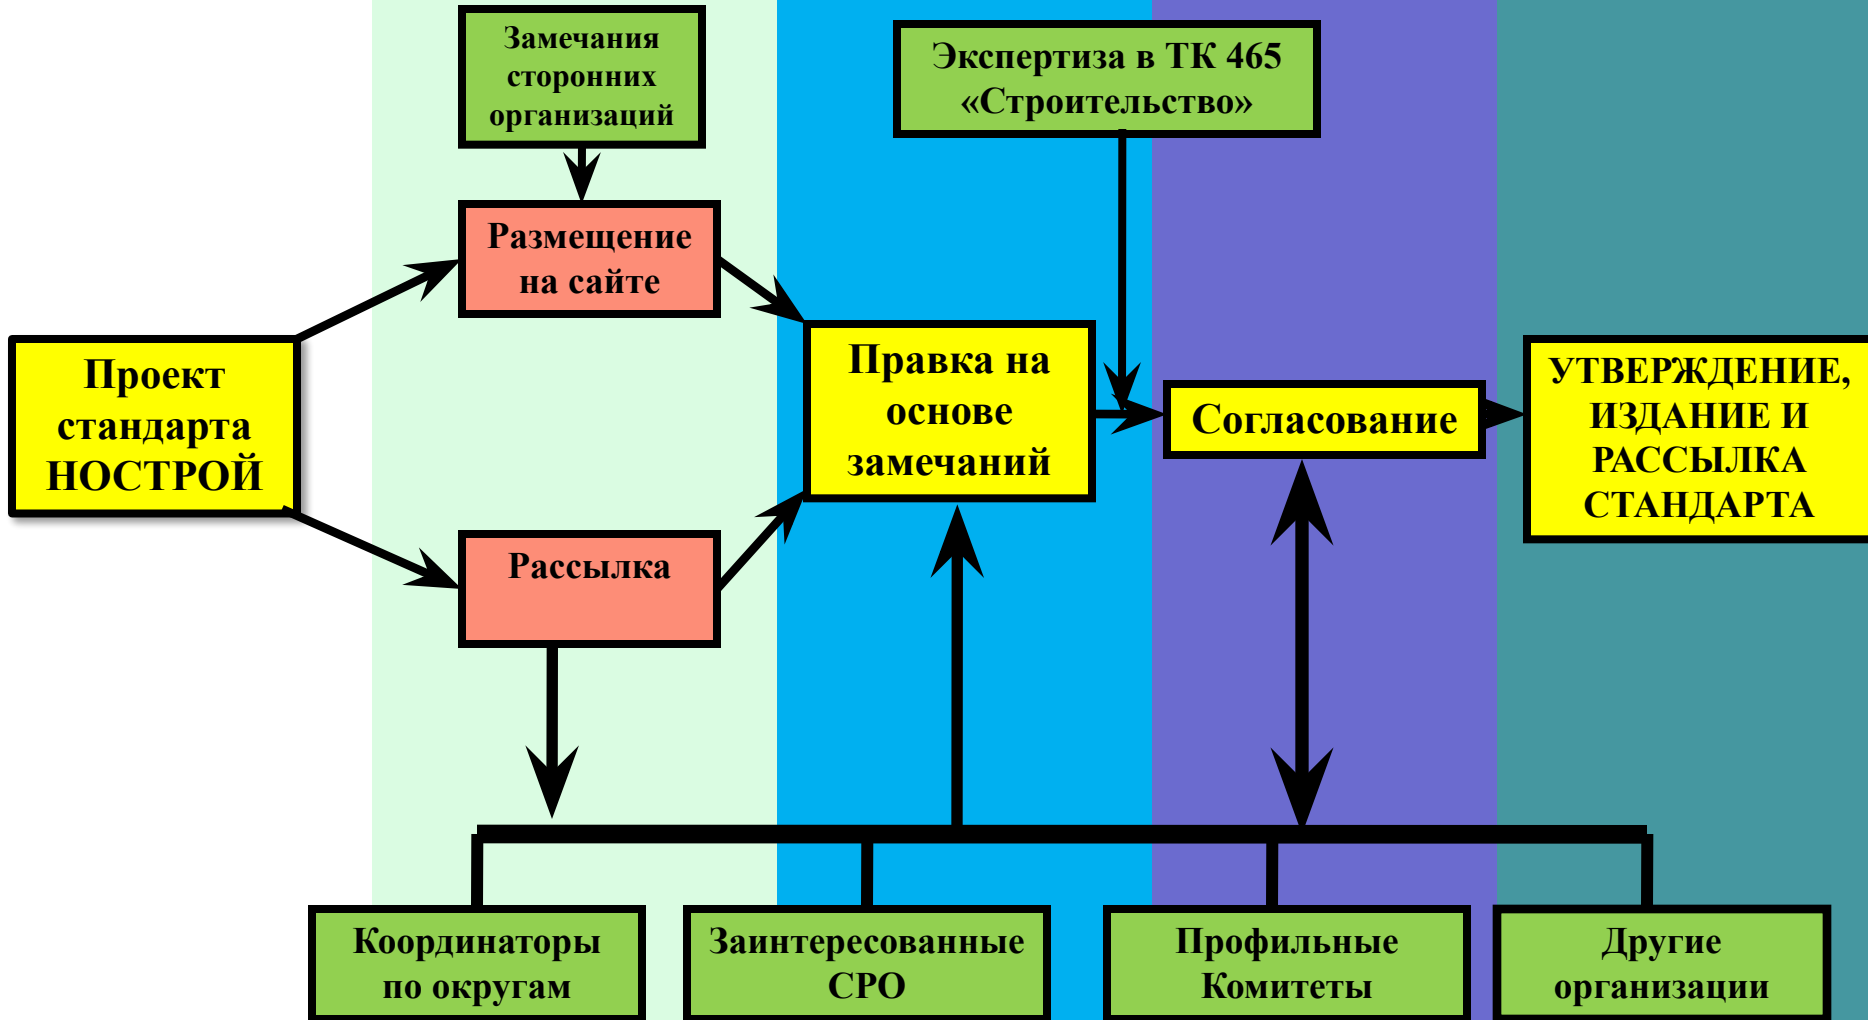 Замечания
сторонних
организаций
Экспертиза в ТК 465
«Строительство»
Размещение
на сайте
Проект
стандарта
НОСТРОЙ
Правка на
основе
замечаний
Согласование
УТВЕРЖДЕНИЕ,
ИЗДАНИЕ И
РАССЫЛКА
СТАНДАРТА
Рассылка
Координаторы
по округам
Заинтересованные
СРО
Профильные
Комитеты
Другие
организации